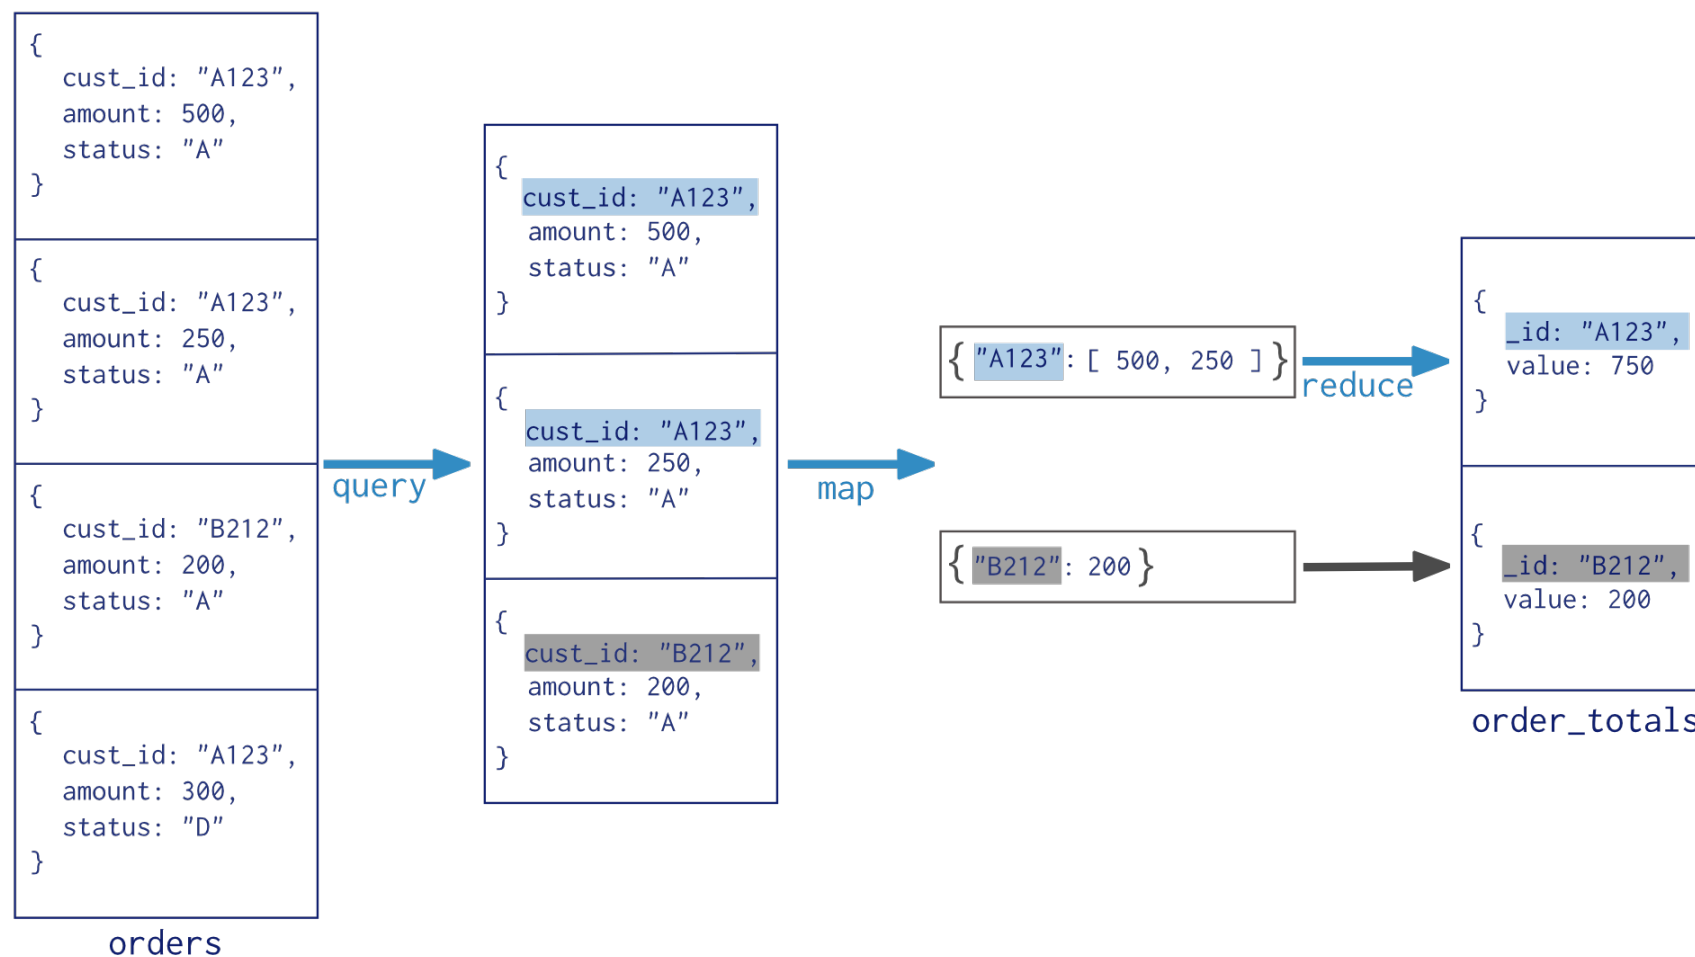 {
cust_id: "A123",
amount: 500,
status: "A"
}
{
cust_id: "A123",
amount: 250,
status: "A"
}
{
cust_id: "B212",
amount: 200,
status: "A"
}
{
cust_id: "A123",
amount: 300,
status: "D"
}
orders
query
{
cust_id: "A123",
amount: 500,
status: "A"
}
{
cust_id: "A123",
amount: 250,
status: "A"
}
{
cust_id: "B212",
amount: 200,
status: "A"
}
map
{ "A123": [ 500, 250 ] }
reduce
{ "B212": 200 }
{
_id: "A123",
value: 750
}
{
_id: "B212",
value: 200
}
order_totals